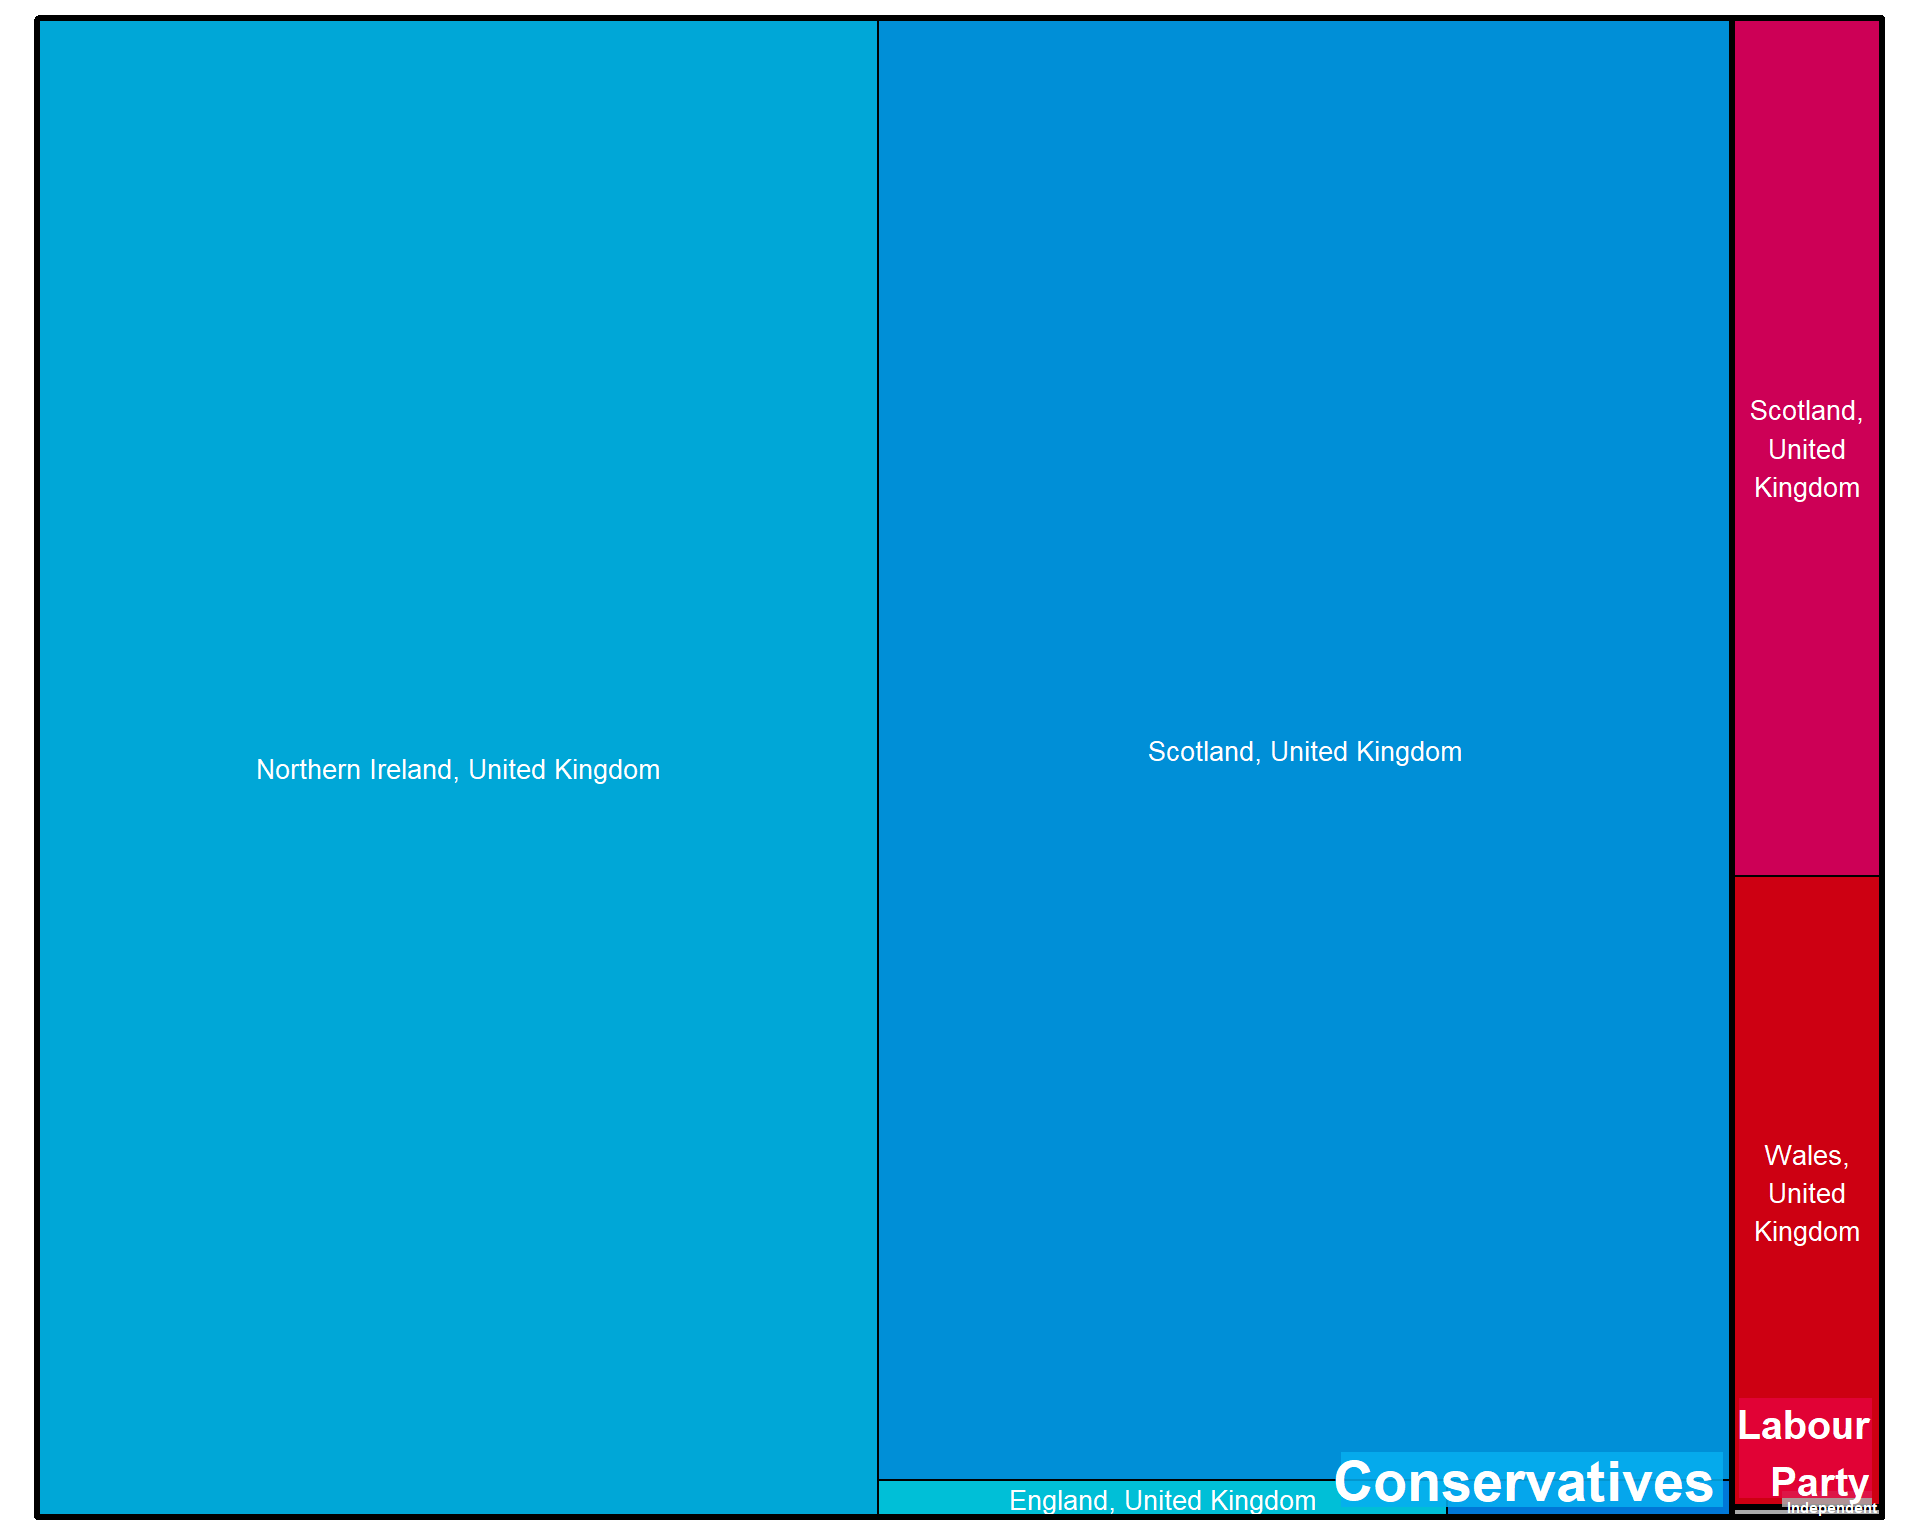 Northern Ireland, United Kingdom
Scotland, United Kingdom
England, United Kingdom
Conservatives
Scotland,
United
Kingdom
Wales,
United
Kingdom
Labour
Party
Independent